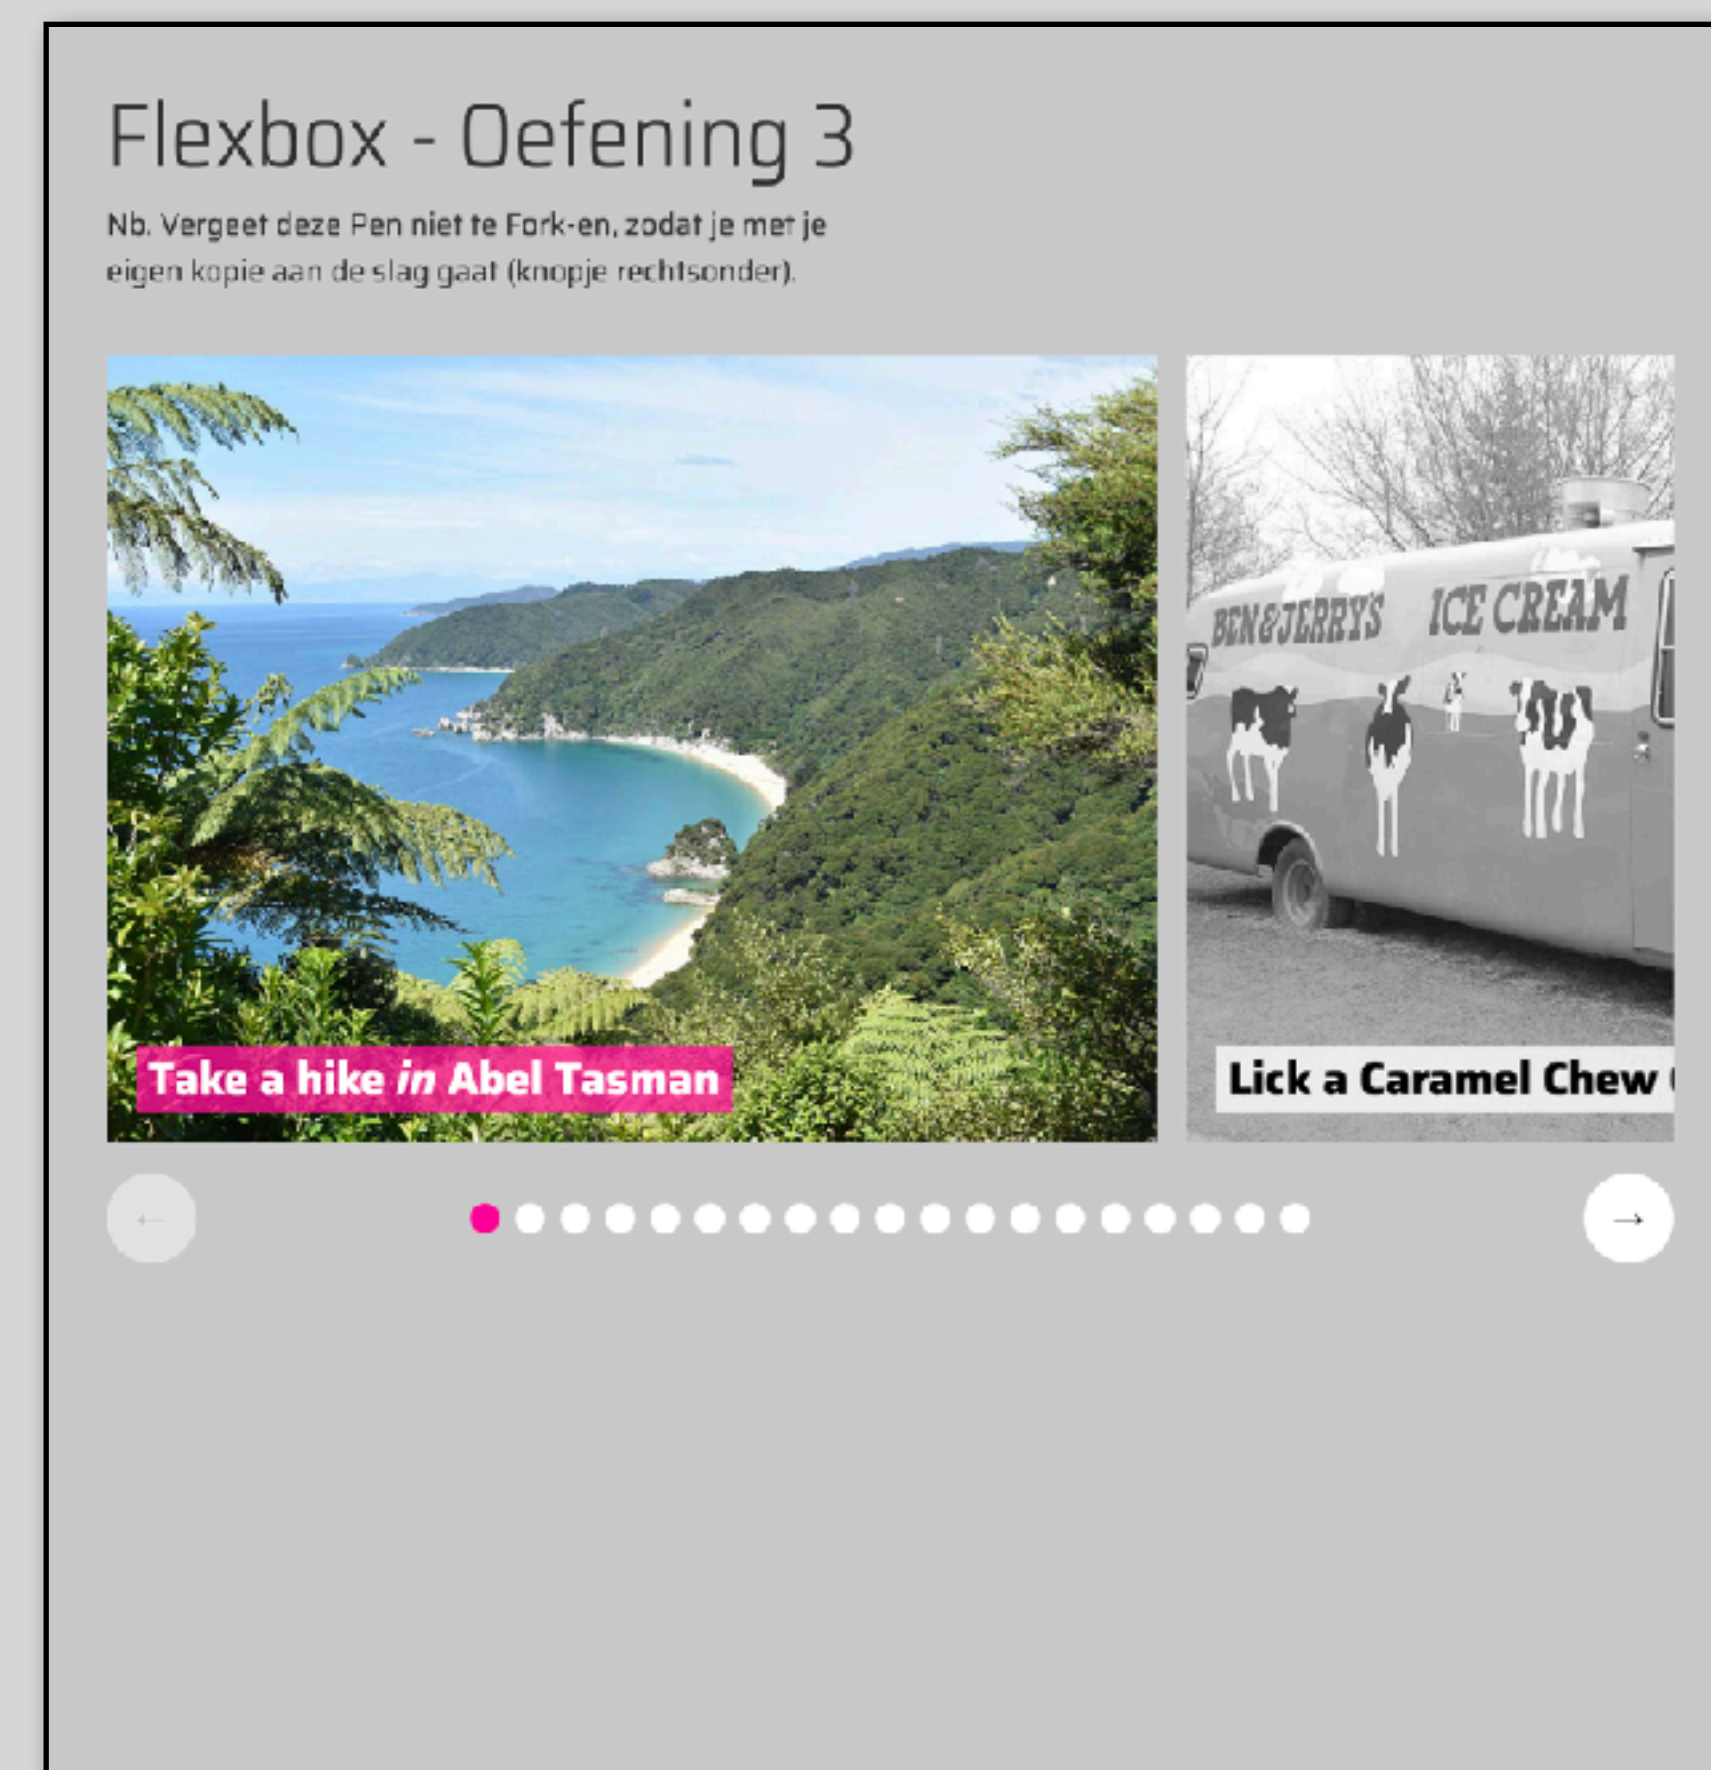 Flexbox - Oefening 3
Nb. Vergeet deze Pen niet te Fork-en, zodat je met je
eigen kopie aan de slag gaat (knopje rechtsonder).
BEN&JERRY'S ICE CREAM
Take a hike in Abel Tasman
Lick a Caramel Chew
← →